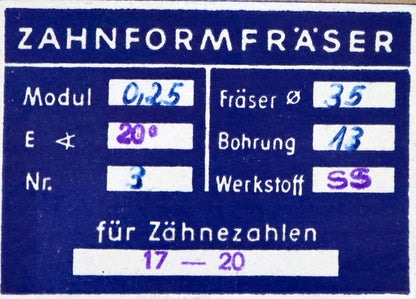 ZAHNFORMFRÄSER
Modul 0,25 Fräser ø 35
E ∢ 20° Bohrung 13
Nr. 3 Werkstoff SS
für Zähnezahlen
17 — 20